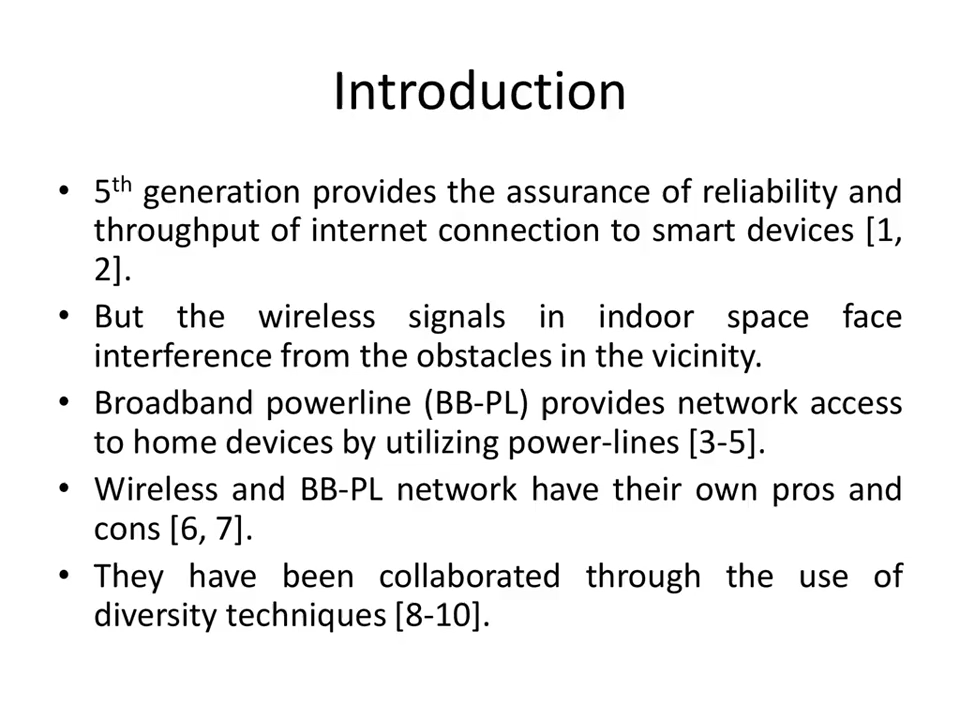 Introduction
• 5th generation provides the assurance of reliability and
throughput of internet connection to smart devices [1,
2].
• But the wireless signals in indoor space face
interference from the obstacles in the vicinity.
• Broadband powerline (BB-PL) provides network access
to home devices by utilizing power-lines [3-5].
• Wireless and BB-PL network have their own pros and
cons [6, 7].
• They have been collaborated through the use of
diversity techniques [8-10].